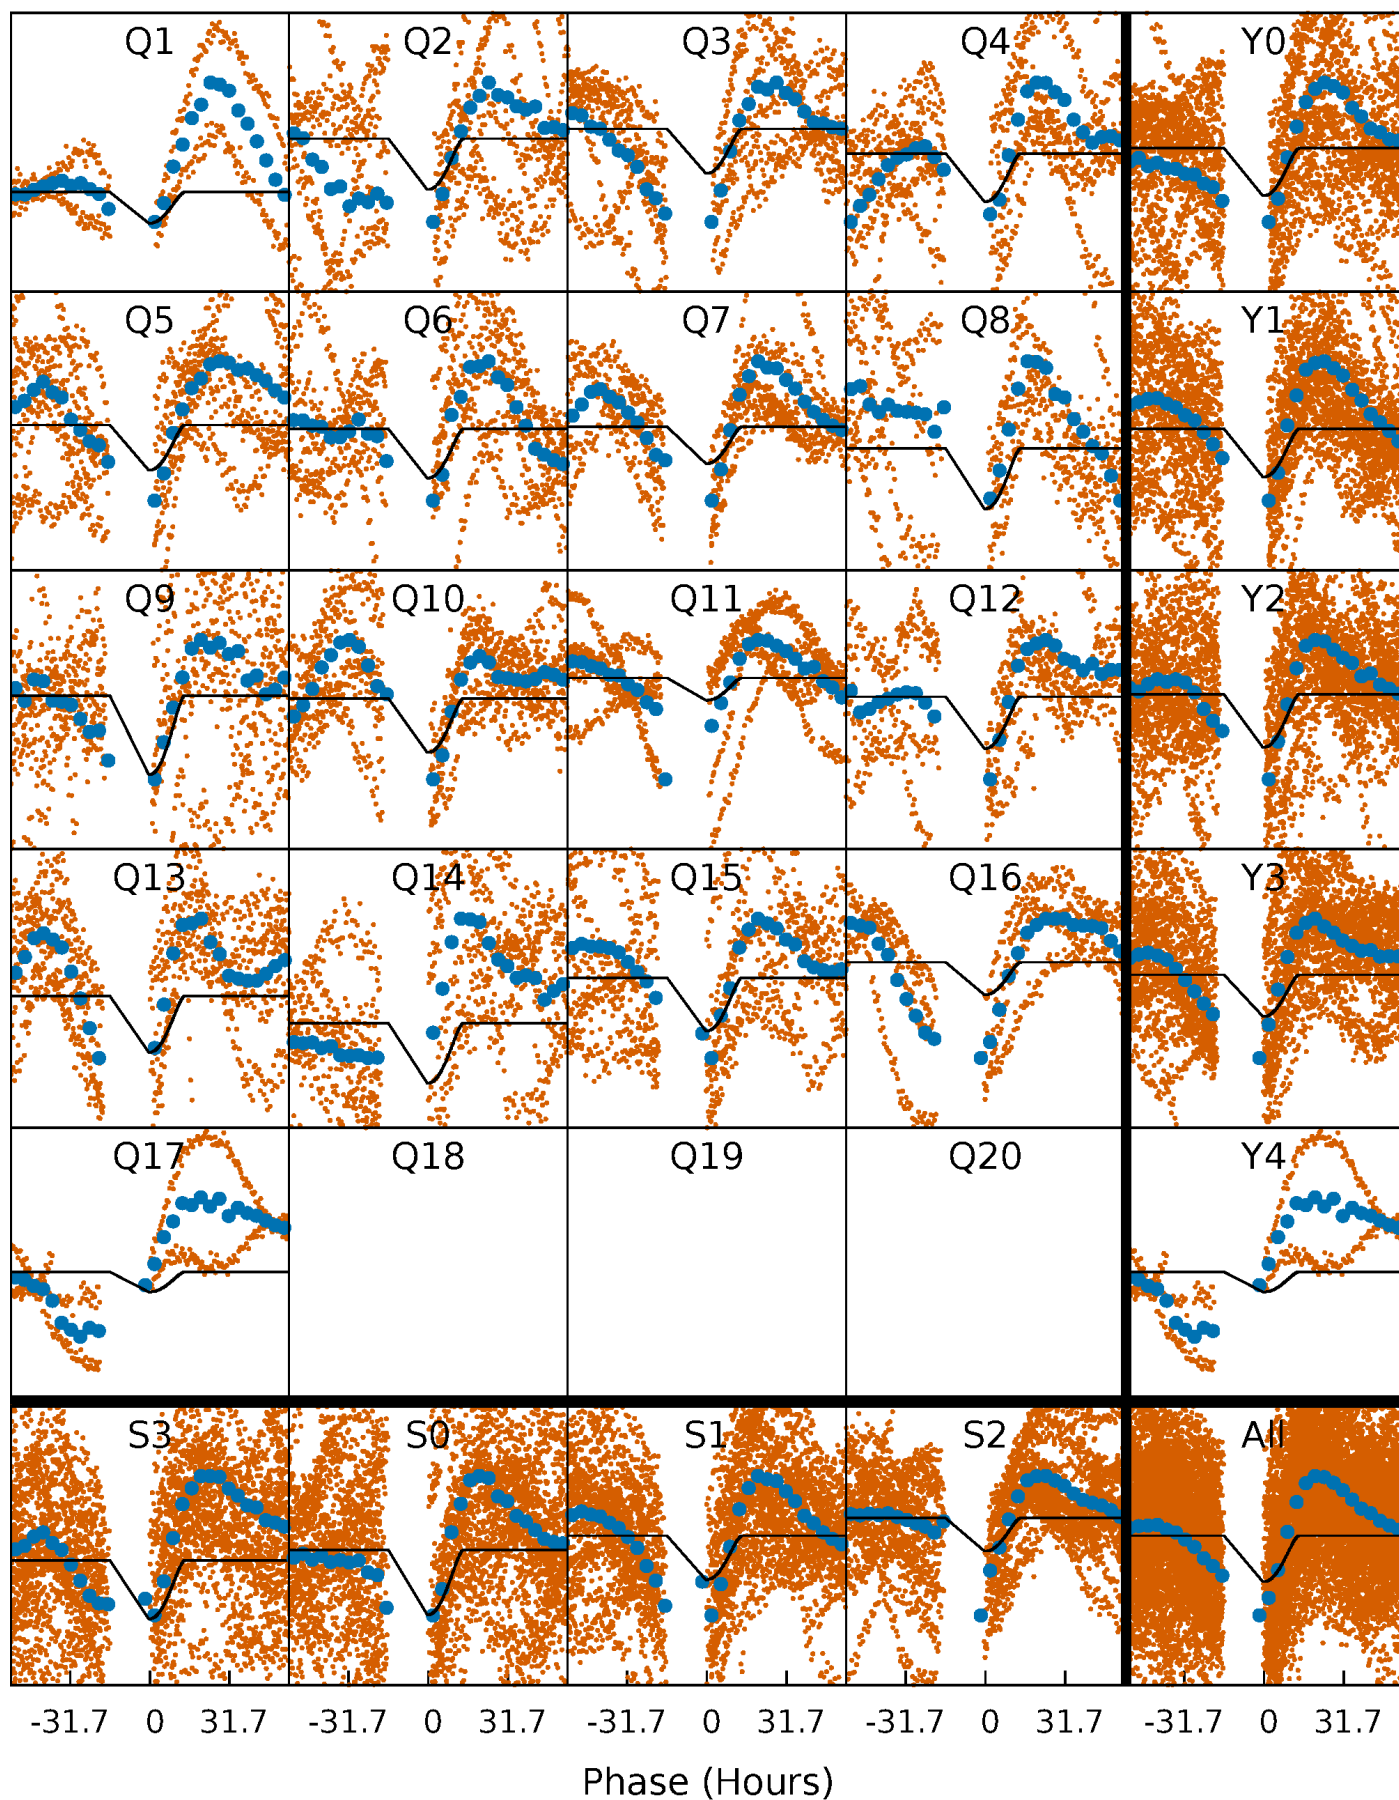 Q1 Q2 Q3 Q4 Y0
Q5 Q6 Q7 Q8 Y1
Q9 Q10 Q11 Q12 Y2
Q13 Q14 Q15 Q16 Y3
Q17 Q18 Q19 Q20 Y4
S3 S0 S1 S2 All
-31.7 0 31.7 -31.7 0 31.7 -31.7 0 31.7 -31.7 0 31.7 -31.7 0 31.7
Phase (Hours)